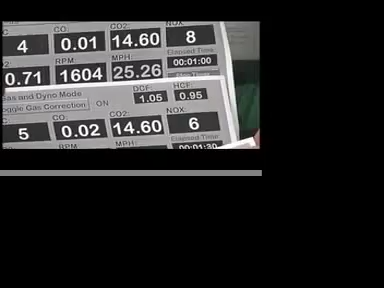 CO: CO2: NOX:
4 0.01 14.60 8
RPM: MPH: Elapsed Time
0.71 1604 25.26 00:01:00
Gas and Dyno Mode DCF: HCF:
Gas Correction ON 1.05 0.95
CO: CO2: NOX:
5 0.02 14.60 6
RPM: MPH: Elapsed Time
00:01:30